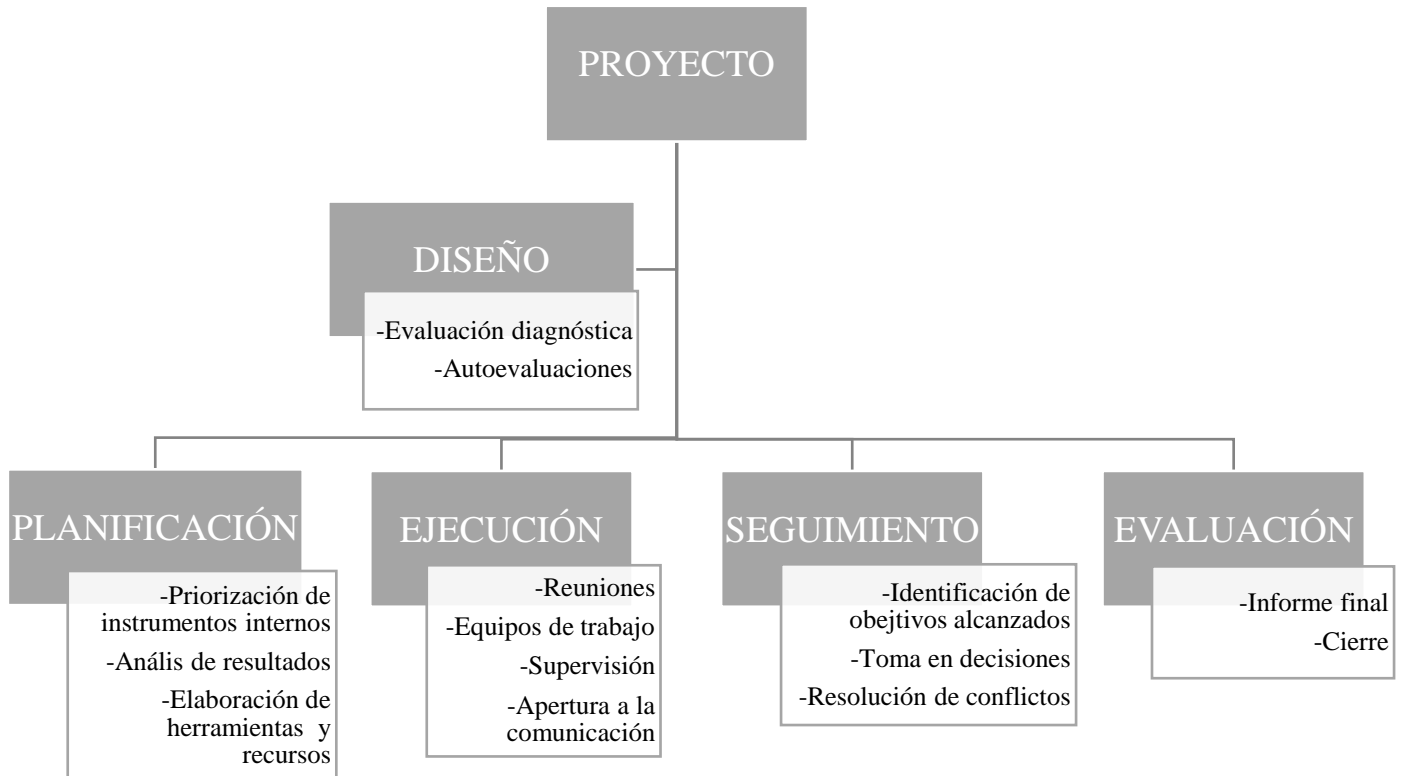 PROYECTO
DISEÑO
-Evaluación diagnóstica
-Autoevaluaciones
PLANIFICACIÓN
-Priorización de
instrumentos internos
-Anális de resultados
-Elaboración de
herramientas y
recursos
EJECUCIÓN
-Reuniones
-Equipos de trabajo
-Supervisión
-Apertura a la
comunicación
SEGUIMIENTO
-Identificación de
obejtivos alcanzados
-Toma en decisiones
-Resolución de conflictos
EVALUACIÓN
-Informe final
-Cierre